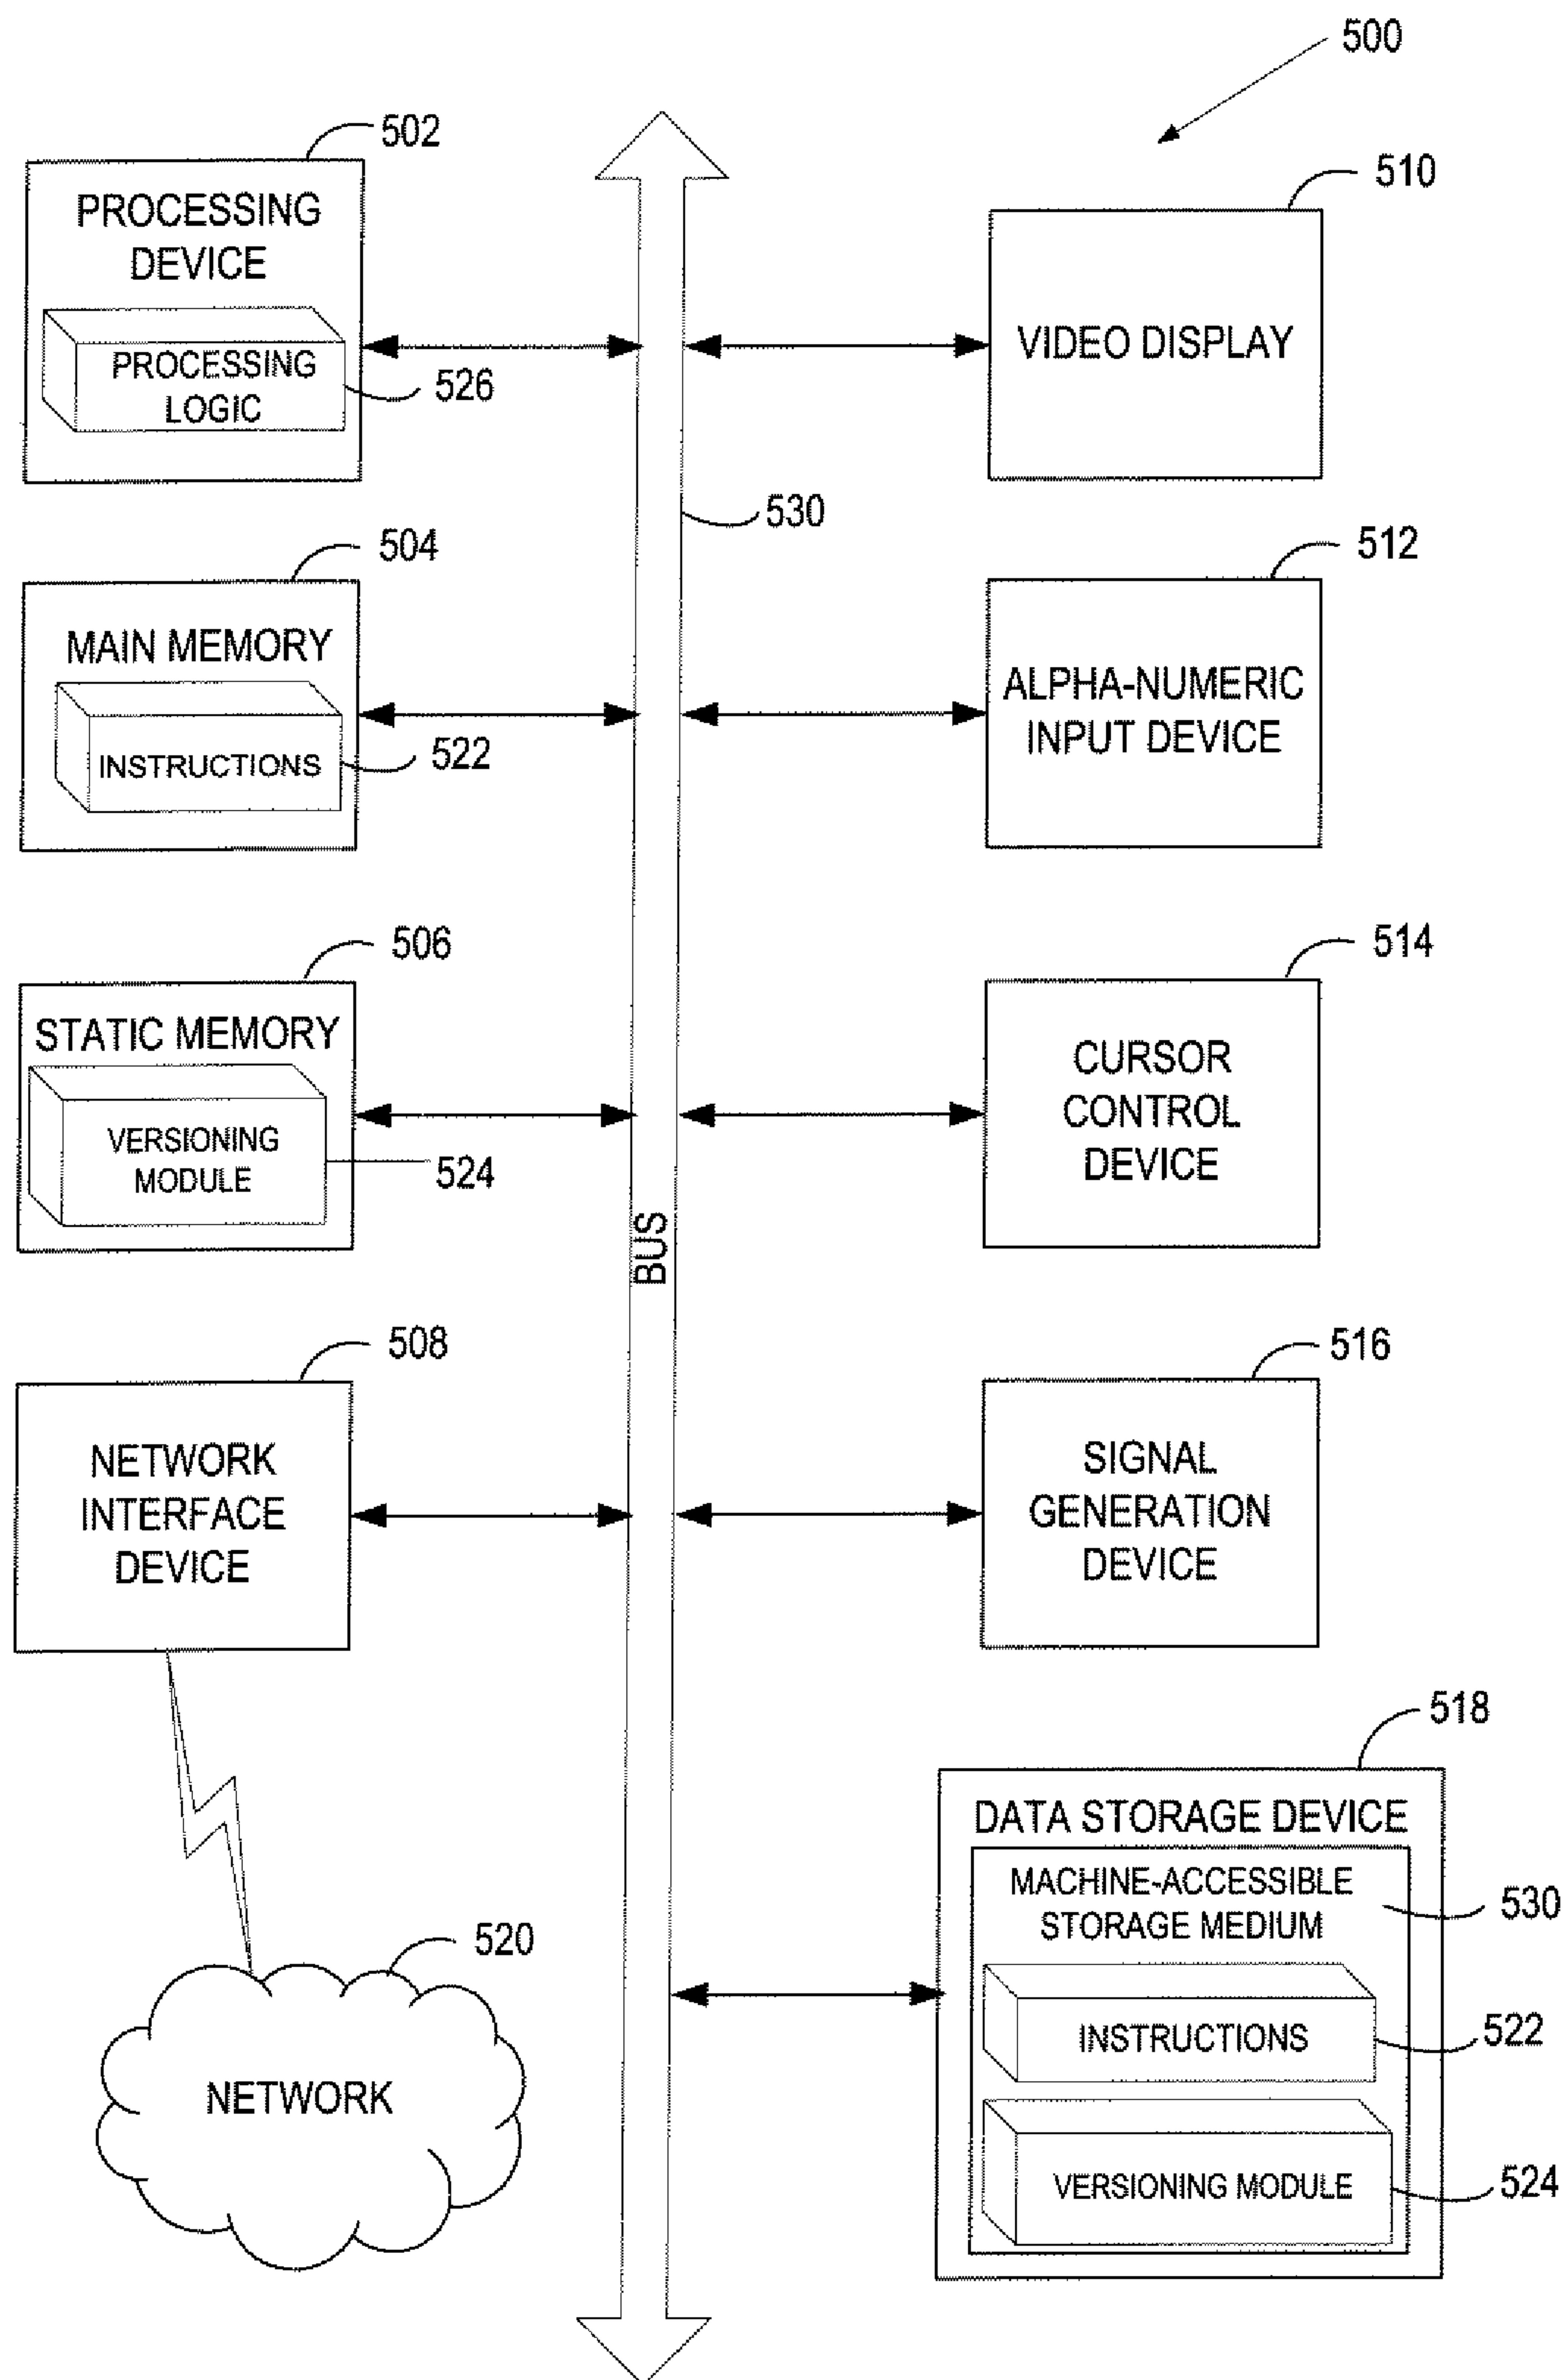 500
502
PROCESSING
DEVICE
PROCESSING
LOGIC
526
510
VIDEO DISPLAY
530
504
MAIN MEMORY
INSTRUCTIONS
522
512
ALPHA-NUMERIC
INPUT DEVICE
506
STATIC MEMORY
VERSIONING
MODULE
524
514
CURSOR
CONTROL
DEVICE
BUS
508
NETWORK
INTERFACE
DEVICE
516
SIGNAL
GENERATION
DEVICE
518
DATA STORAGE DEVICE
MACHINE-ACCESSIBLE
STORAGE MEDIUM
530
INSTRUCTIONS
522
VERSIONING MODULE
524
520
NETWORK